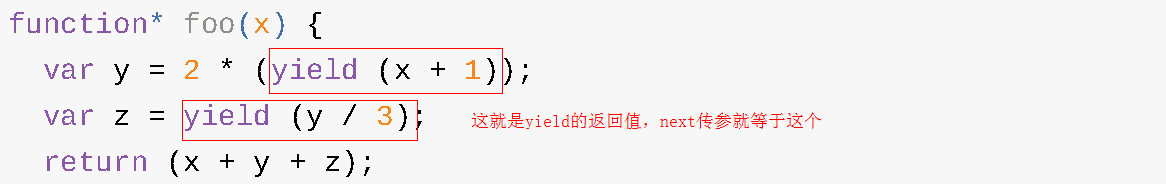 function* foo(x) {
var y = 2 * (yield (x + 1));
var z = yield (y / 3); 这就是yield的返回值，next传参就等于这个
return (x + y + z);